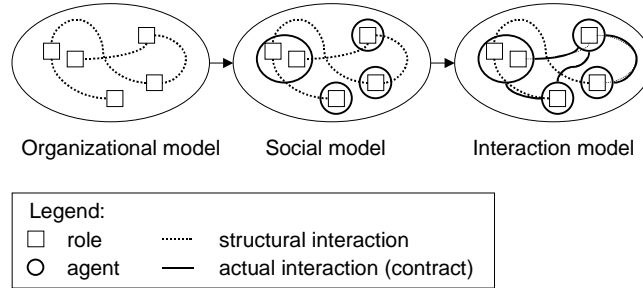 Organizational model Social model Interaction model
Legend:
role structural interaction
agent actual interaction (contract)